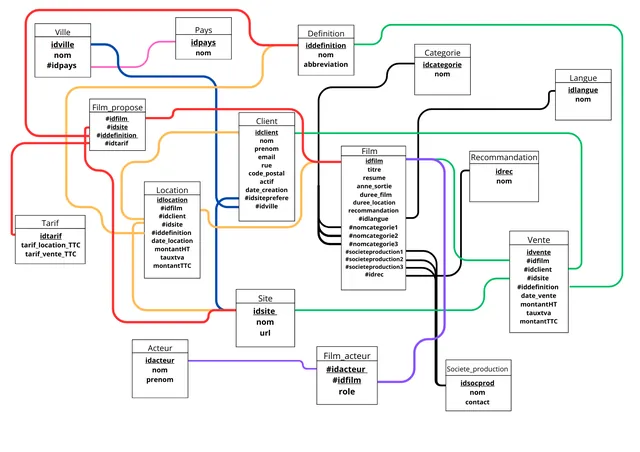 Ville
idville
nom
#idpays
Pays
idpays
nom
Definition
iddefinition
nom
abbreviation
Categorie
idcategorie
nom
Langue
idlangue
nom
Film_propose
#idfilm
#idsite
#iddefinition
#idtarif
Client
idclient
nom
prenom
email
rue
code_postal
actif
date_creation
#idsiteprefere
#idville
Film
idfilm
titre
resume
anne_sortie
duree_film
duree_location
recommandation
#idlangue
#nomcategorie1
#nomcategorie2
#nomcategorie3
#societeproduction1
#societeproduction2
#societeproduction3
#idrec
Recommandation
idrec
nom
Location
idlocation
#idfilm
#idclient
#idsite
#iddefinition
date_location
montantHT
tauxtva
montantTTC
Tarif
idtarif
tarif_location_TTC
tarif_vente_TTC
Vente
idvente
#idfilm
#idclient
#idsite
#iddefinition
date_vente
montantHT
tauxtva
montantTTC
Site
idsite
nom
url
Acteur
idacteur
nom
prenom
Film_acteur
#idacteur
#idfilm
role
Societe_production
idsocprod
nom
contact